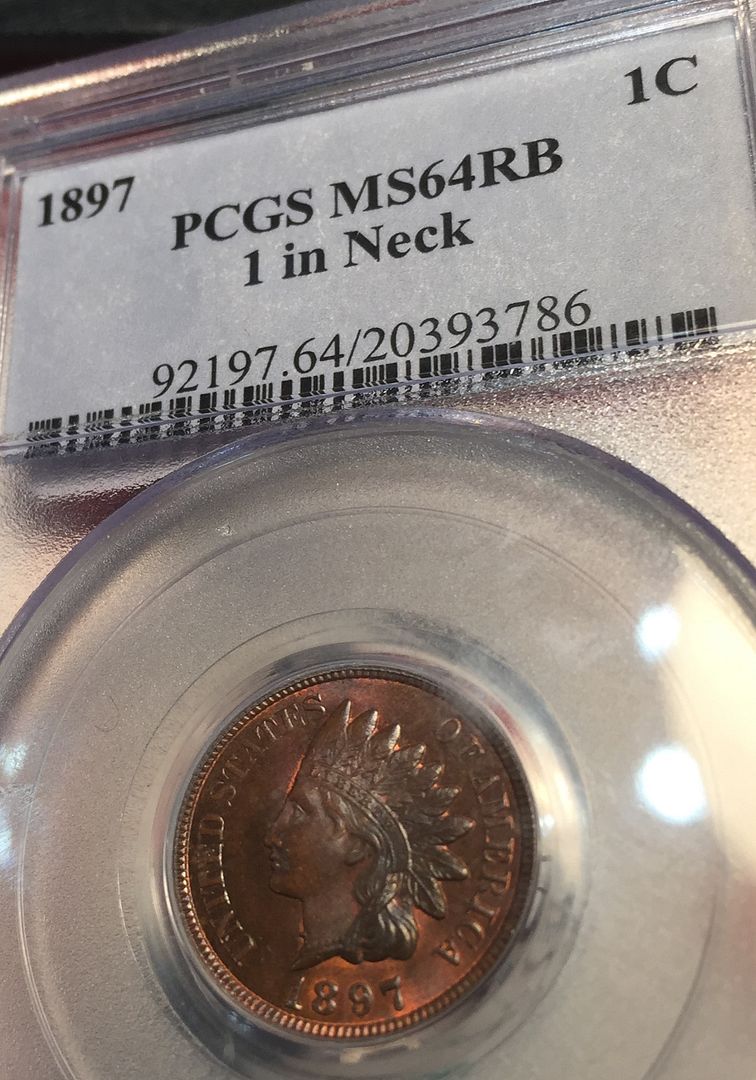 1897 1C
PCGS MS64RB
1 in Neck
92197.64/20393786
UNITED STATES OF AMERICA
1897